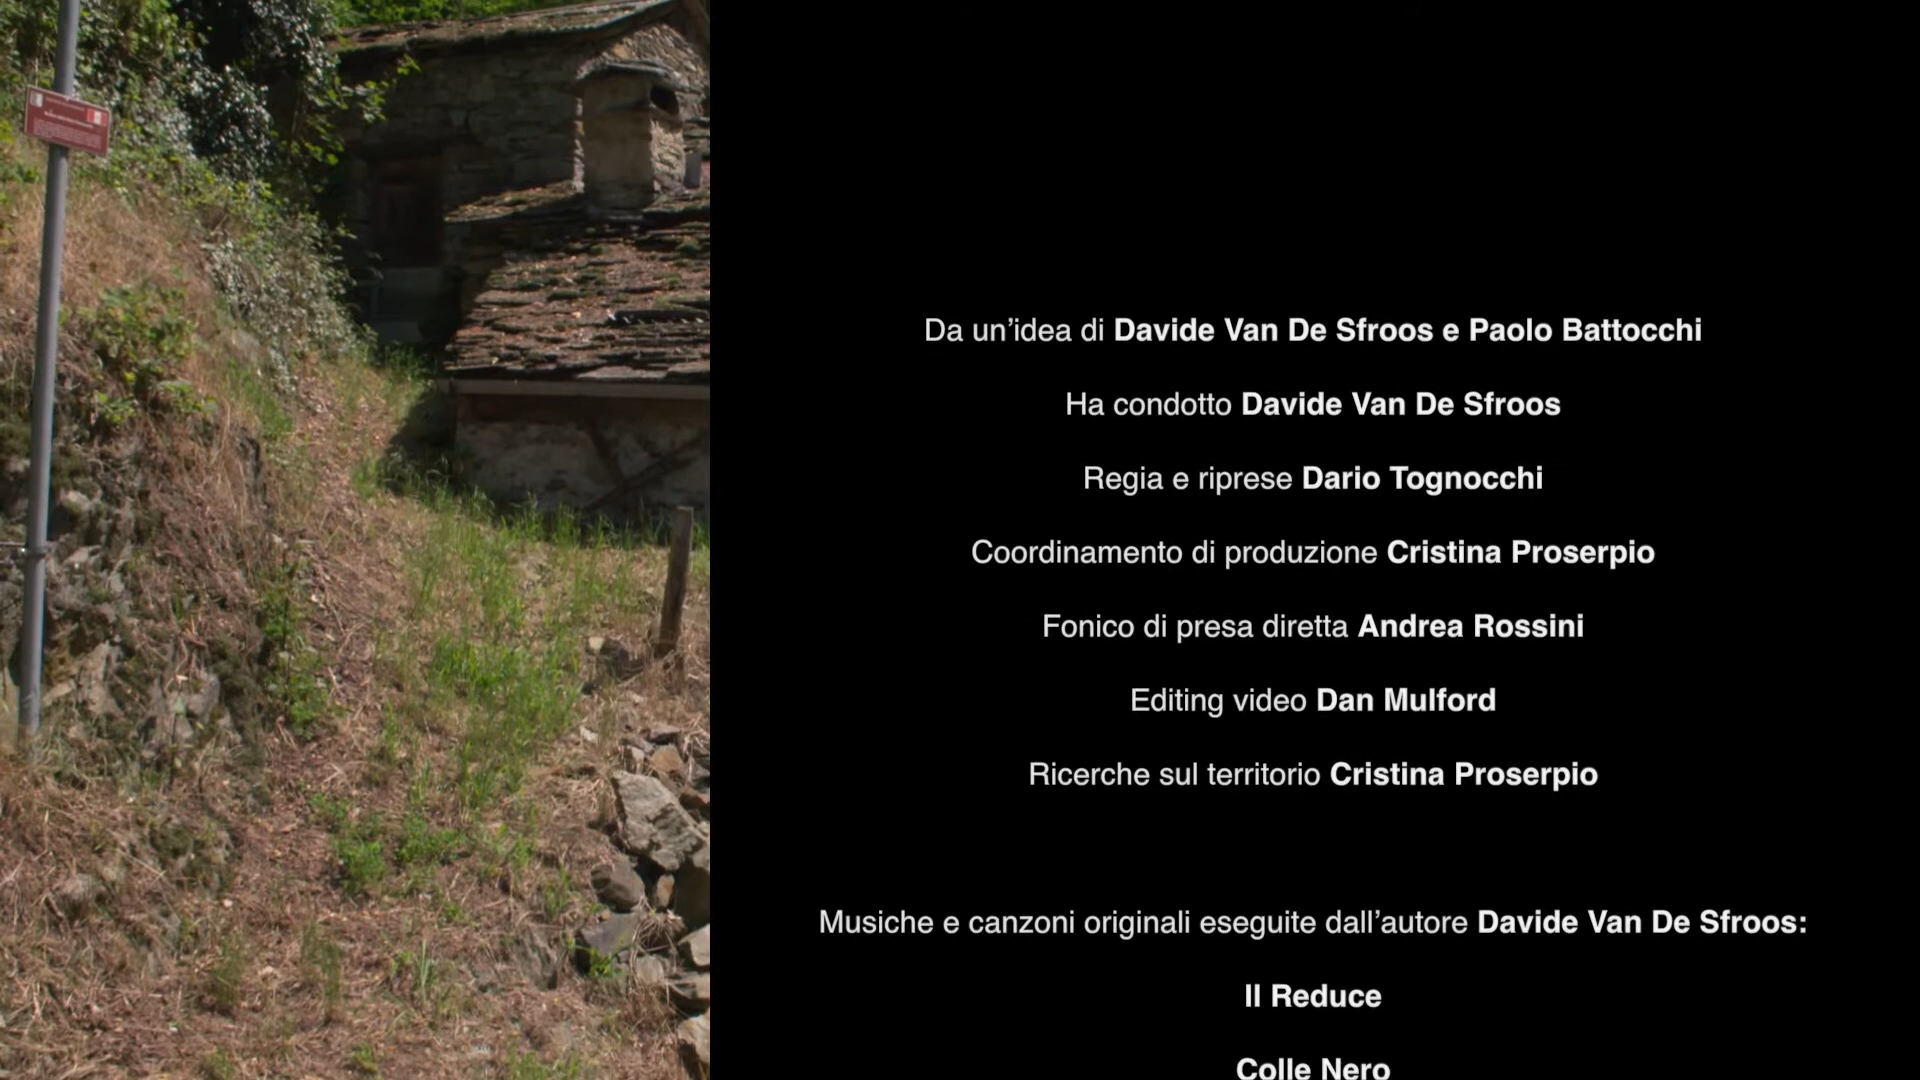 Da un’idea di Davide Van De Sfroos e Paolo Battocchi
Ha condotto Davide Van De Sfroos
Regia e riprese Dario Tognocchi
Coordinamento di produzione Cristina Proserpio
Fonico di presa diretta Andrea Rossini
Editing video Dan Mulford
Ricerche sul territorio Cristina Proserpio
Musiche e canzoni originali eseguite dall’autore Davide Van De Sfroos:
Il Reduce
Colle Nero